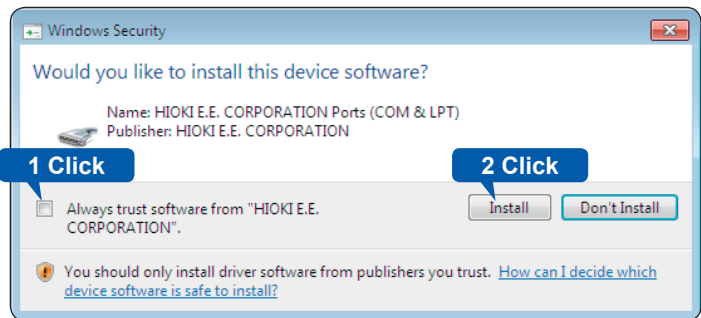 Windows Security
Would you like to install this device software?
Name: HIOKI E.E. CORPORATION Ports (COM & LPT)
Publisher: HIOKI E.E. CORPORATION
1 Click
2 Click
Always trust software from "HIOKI E.E.
CORPORATION".
Install
Don't Install
You should only install driver software from publishers you trust. How can I decide which
device software is safe to install?